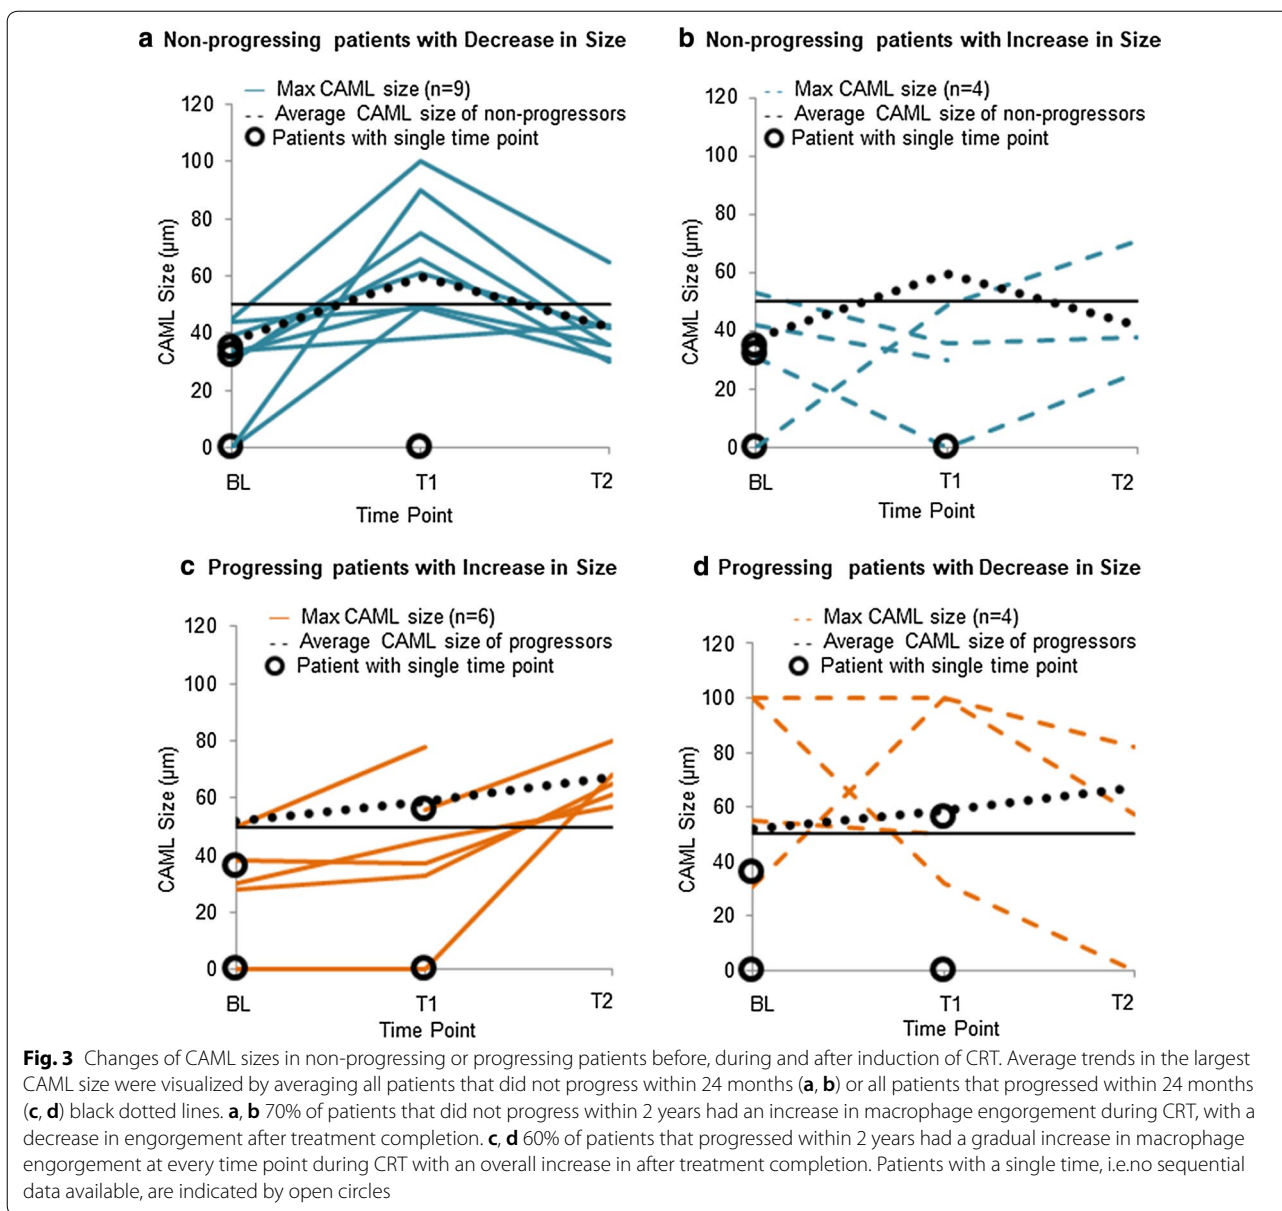 a Non-progressing patients with Decrease in Size
Max CAML size (n=9)
Average CAML size of non-progressors
Patients with single time point
CAML Size (µm)
120
100
80
60
40
20
0
BL
T1
T2
Time Point
b Non-progressing patients with Increase in Size
Max CAML size (n=4)
Average CAML size of non-progressors
Patient with single time point
CAML Size (µm)
120
100
80
60
40
20
0
BL
T1
T2
Time Point
c Progressing patients with Increase in Size
Max CAML size (n=6)
Average CAML size of progressors
Patient with single time point
CAML Size (µm)
120
100
80
60
40
20
0
BL
T1
T2
Time Point
d Progressing patients with Decrease in Size
Max CAML size (n=4)
Average CAML size of progressors
Patient with single time point
CAML Size (µm)
120
100
80
60
40
20
0
BL
T1
T2
Time Point
Fig. 3 Changes of CAML sizes in non-progressing or progressing patients before, during and after induction of CRT. Average trends in the largest
CAML size were visualized by averaging all patients that did not progress within 24 months (a, b) or all patients that progressed within 24 months
(c, d) black dotted lines. a, b 70% of patients that did not progress within 2 years had an increase in macrophage engorgement during CRT, with a
decrease in engorgement after treatment completion. c, d 60% of patients that progressed within 2 years had a gradual increase in macrophage
engorgement at every time point during CRT with an overall increase in after treatment completion. Patients with a single time, i.e.no sequential
data available, are indicated by open circles